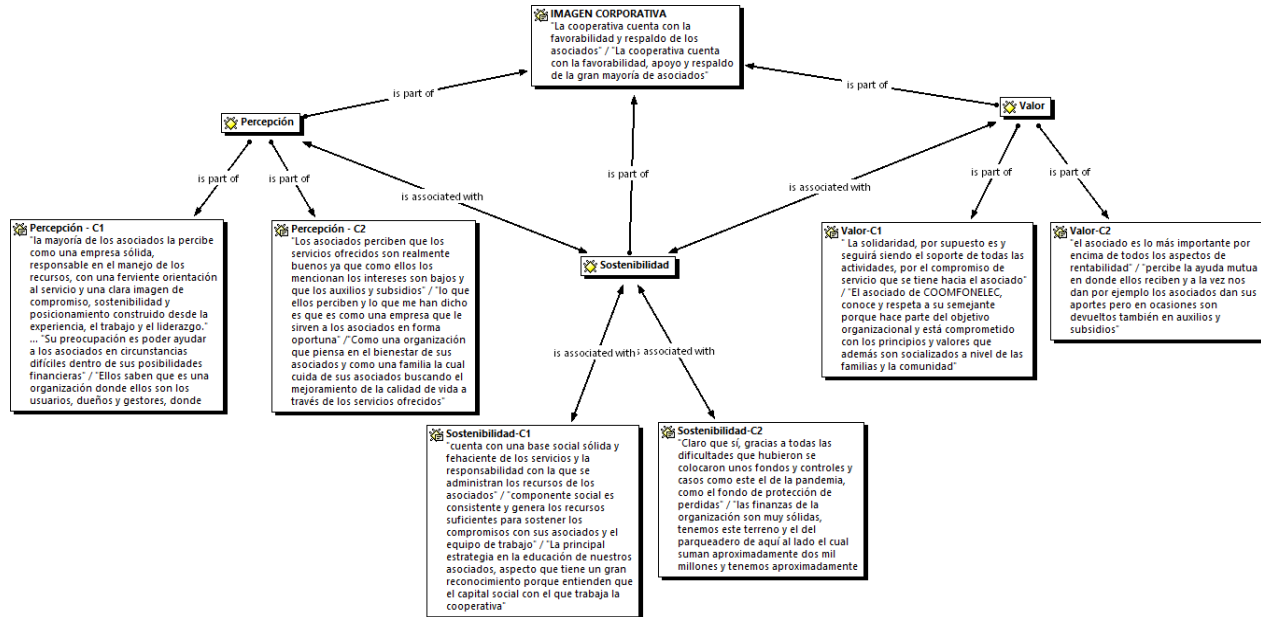 IMAGEN CORPORATIVA
"La cooperativa cuenta con la
favorabilidad y respaldo de los
asociados" / "La cooperativa cuenta
con la favorabilidad, apoyo y respaldo
de la gran mayoría de asociados"
is part of
is part of
is part of
Percepción
Valor
is part of
is part of
is associated with
is associated with
is part of
is part of
Percepción - C1
"la mayoría de los asociados la percibe
como una empresa sólida,
responsable en el manejo de los
recursos, con una ferviente orientación
al servicio y una clara imagen de
compromiso, sostenibilidad y
posicionamiento construido desde la
experiencia, el trabajo y el liderazgo."
... "Su preocupación es poder ayudar
a los asociados en circunstancias
difíciles dentro de sus posibilidades
financieras" / "Ellos saben que es una
organización donde ellos son los
usuarios, dueños y gestores, donde
Percepción - C2
"Los asociados perciben que los
servicios ofrecidos son realmente
buenos ya que como ellos los
mencionan los intereses son bajos y
que los auxilios y subsidios" / "lo que
ellos perciben y lo que me han dicho
es que es como una empresa que le
sirven a los asociados en forma
oportuna" /"Como una organización
que piensa en el bienestar de sus
asociados y como una familia la cual
cuida de sus asociados buscando el
mejoramiento de la calidad de vida a
través de los servicios ofrecidos"
Sostenibilidad
Valor-C1
" La solidaridad, por supuesto es y
seguirá siendo el soporte de todas las
actividades, por el compromiso de
servicio que se tiene hacia el asociado"
/ "El asociado de COOMFONELEC,
conoce y respeta a su semejante
porque hace parte del objetivo
organizacional y está comprometido
con los principios y valores que
además son socializados a nivel de las
familias y la comunidad"
Valor-C2
"el asociado es lo más importante por
encima de todos los aspectos de
rentabilidad" / "percibe la ayuda mutua
en donde ellos reciben y a la vez nos
dan por ejemplo los asociados dan sus
aportes pero en ocasiones son
devueltos también en auxilios y
subsidios"
is associated with
s associated with
Sostenibilidad-C1
"cuenta con una base social sólida y
fehaciente de los servicios y la
responsabilidad con la que se
administran los recursos de los
asociados" / "componente social es
consistente y genera los recursos
suficientes para sostener los
compromisos con sus asociados y el
equipo de trabajo" / "La principal
estrategia en la educación de nuestros
asociados, aspecto que tiene un gran
reconocimiento porque entienden que
el capital social con el que trabaja la
cooperativa"
Sostenibilidad-C2
"Claro que sí, gracias a todas las
dificultades que hubieron se
colocaron unos fondos y controles y
casos como este el de la pandemia,
como el fondo de protección de
perdidas" / "las finanzas de la
organización son muy sólidas,
tenemos este terreno y el del
parqueadero de aquí al lado el cual
suman aproximadamente dos mil
millones y tenemos aproximadamente